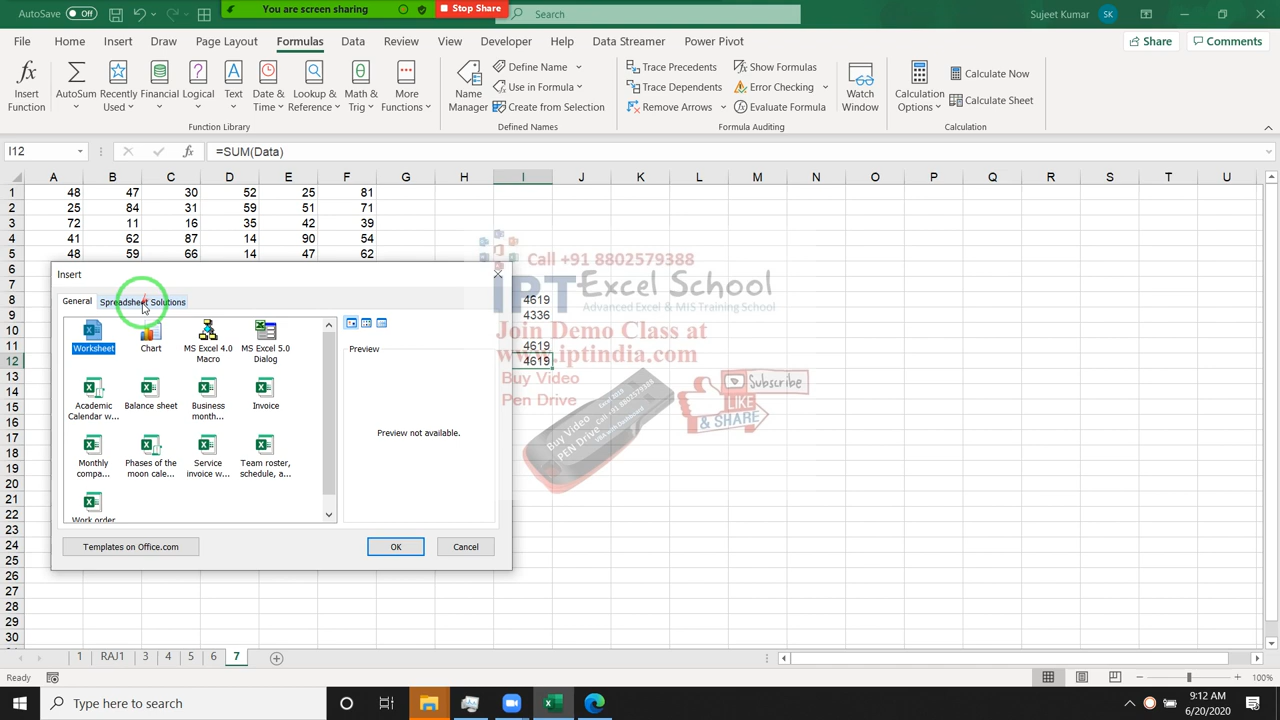 AutoSave Off
You are screen sharing
Stop Share
Search
Sujeet Kumar
SK
File Home Insert Draw Page Layout Formulas Data Review View Developer Help Data Streamer Power Pivot
Share
Comments
Insert Function
AutoSum
Recently Used
Financial
Logical
Text
Date & Time
Lookup & Reference
Math & Trig
More Functions
Function Library
Name Manager
Define Name
Use in Formula
Create from Selection
Defined Names
Trace Precedents
Trace Dependents
Remove Arrows
Show Formulas
Error Checking
Evaluate Formula
Formula Auditing
Watch Window
Calculation Options
Calculate Now
Calculate Sheet
Calculation
I12
fx
=SUM(Data)
A B C D E F G H I J K L M N O P Q R S T U
1 48 47 30 52 25 81
2 25 84 31 59 51 71
3 72 11 16 35 42 39
4 41 62 87 14 90 54
5 48 59 66 14 47 62
6
7
8 4619
9 4336
10
11 4619
12 4619
13
14
15
16
17
18
19
20
21
22
23
24
25
26
27
28
29
30
Insert
General
Spreadsheet Solutions
Worksheet
Chart
MS Excel 4.0 Macro
MS Excel 5.0 Dialog
Academic Calendar w...
Balance sheet
Business month...
Invoice
Monthly compa...
Phases of the moon cale...
Service invoice w...
Team roster, schedule, a...
Work order
Preview
Preview not available.
Templates on Office.com
OK
Cancel
Call +91 8802579388
IPT Excel School
Advanced Excel & MIS Training School
Join Demo Class at
www.iptindia.com
Buy Video
Pen Drive
Buy Video
PEN Drive
Subscribe
LIKE
& SHARE
1 RAJ1 3 4 5 6 7
Ready
100%
Type here to search
9:12 AM
6/20/2020